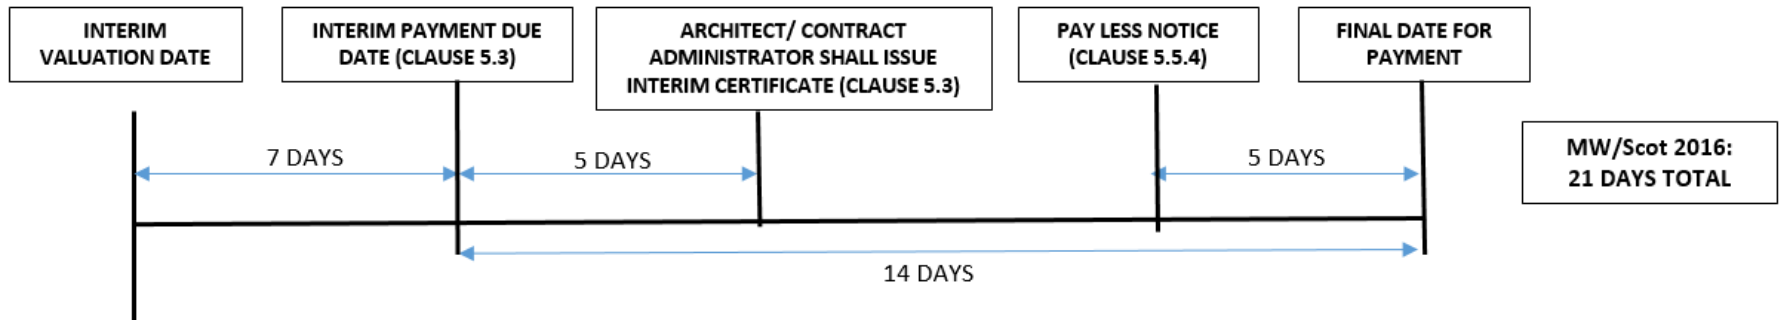 INTERIM
VALUATION DATE
INTERIM PAYMENT DUE
DATE (CLAUSE 5.3)
ARCHITECT/ CONTRACT
ADMINISTRATOR SHALL ISSUE
INTERIM CERTIFICATE (CLAUSE 5.3)
PAY LESS NOTICE
(CLAUSE 5.5.4)
FINAL DATE FOR
PAYMENT
7 DAYS
5 DAYS
5 DAYS
MW/Scot 2016:
21 DAYS TOTAL
14 DAYS